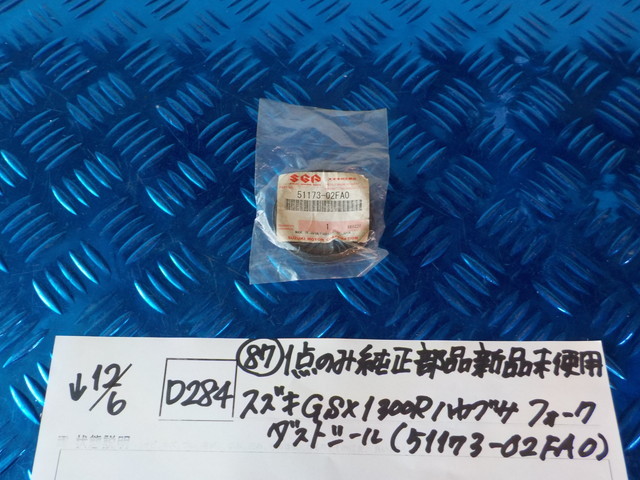 SGP
51173-02FA0
1
㊇ 1点のみ純正部品新品未使用
↓12/6 D284 スズキGSX1300Rハヤブサ フォーク
ダストシール(51173-02FA0)